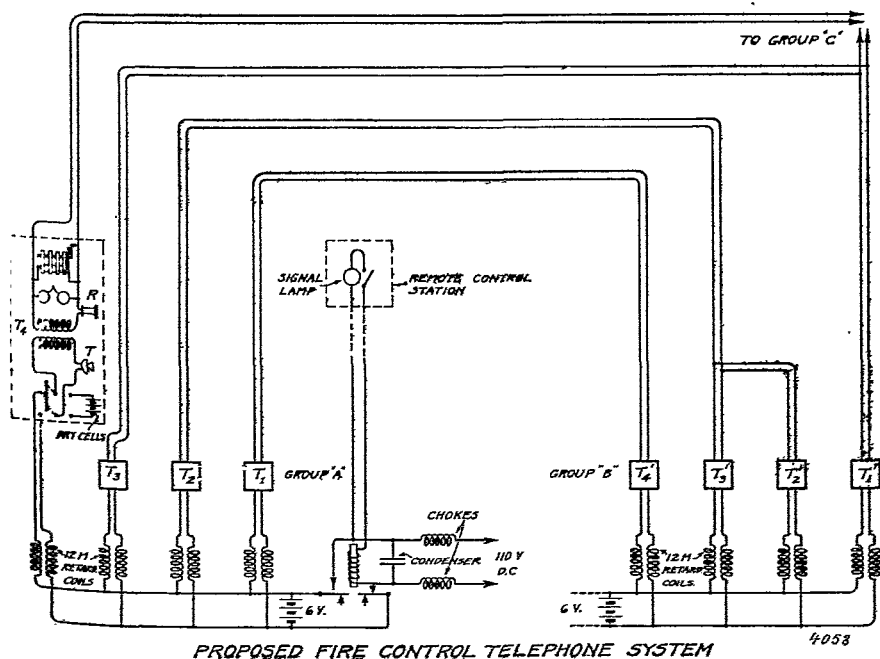 TO GROUP "C"
SIGNAL
LAMP
REMOTE CONTROL
STATION
R
T4
T
DRY CELLS
T3
T2
T1
GROUP "A"
GROUP "B"
T4'
T3'
T2'
T1'
CHOKES
12 M
RETARD
COILS
CONDENSER
110 V
D.C
12 M
RETARD
COILS.
6 V.
6 V.
PROPOSED FIRE CONTROL TELEPHONE SYSTEM
4058